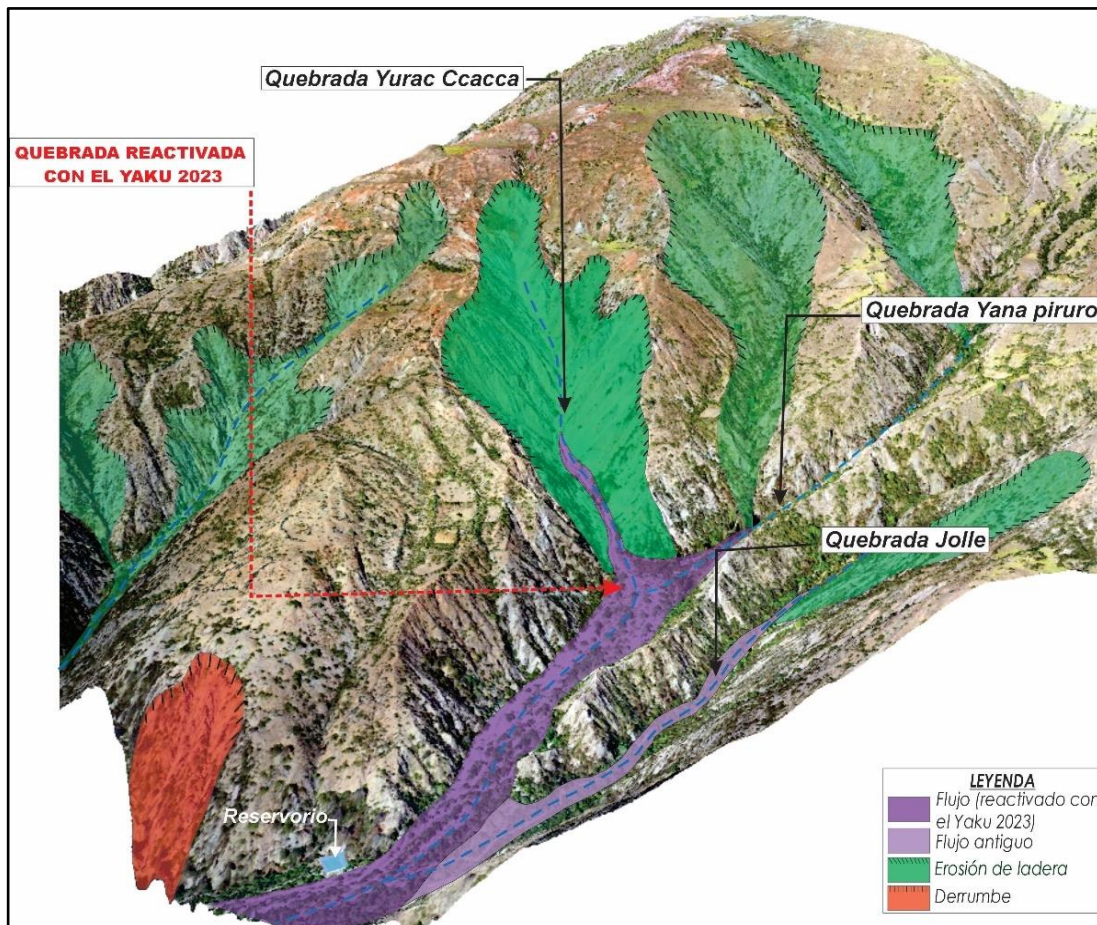 Quebrada Yurac Ccacca
QUEBRADA REACTIVADA
CON EL YAKU 2023
Quebrada Yana piruro
Quebrada Jolle
Reservorio
LEYENDA
Flujo (reactivado con
el Yaku 2023)
Flujo antiguo
Erosión de ladera
Derrumbe